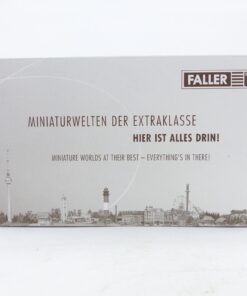 FALLER
MINIATURWELTEN DER EXTRAKLASSE
HIER IST ALLES DRIN!
MINIATURE WORLDS AT THEIR BEST – EVERYTHING'S IN THERE!